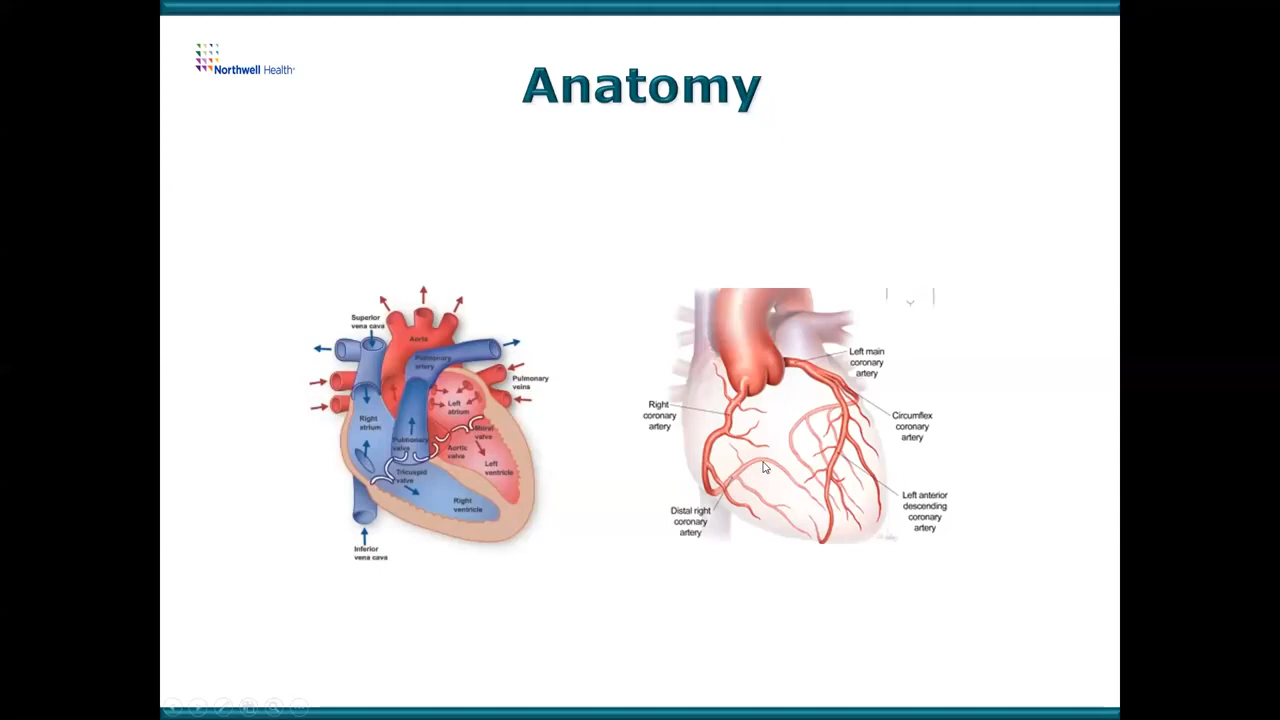 Northwell Health
Anatomy
Superior
vena cava
Aorta
Pulmonary
artery
Pulmonary
veins
Left
atrium
Right
atrium
Mitral
valve
Pulmonary
valve
Aortic
valve
Left
ventricle
Tricuspid
valve
Right
ventricle
Inferior
vena cava
Left main
coronary
artery
Right
coronary
artery
Circumflex
coronary
artery
Left anterior
descending
coronary
artery
Distal right
coronary
artery